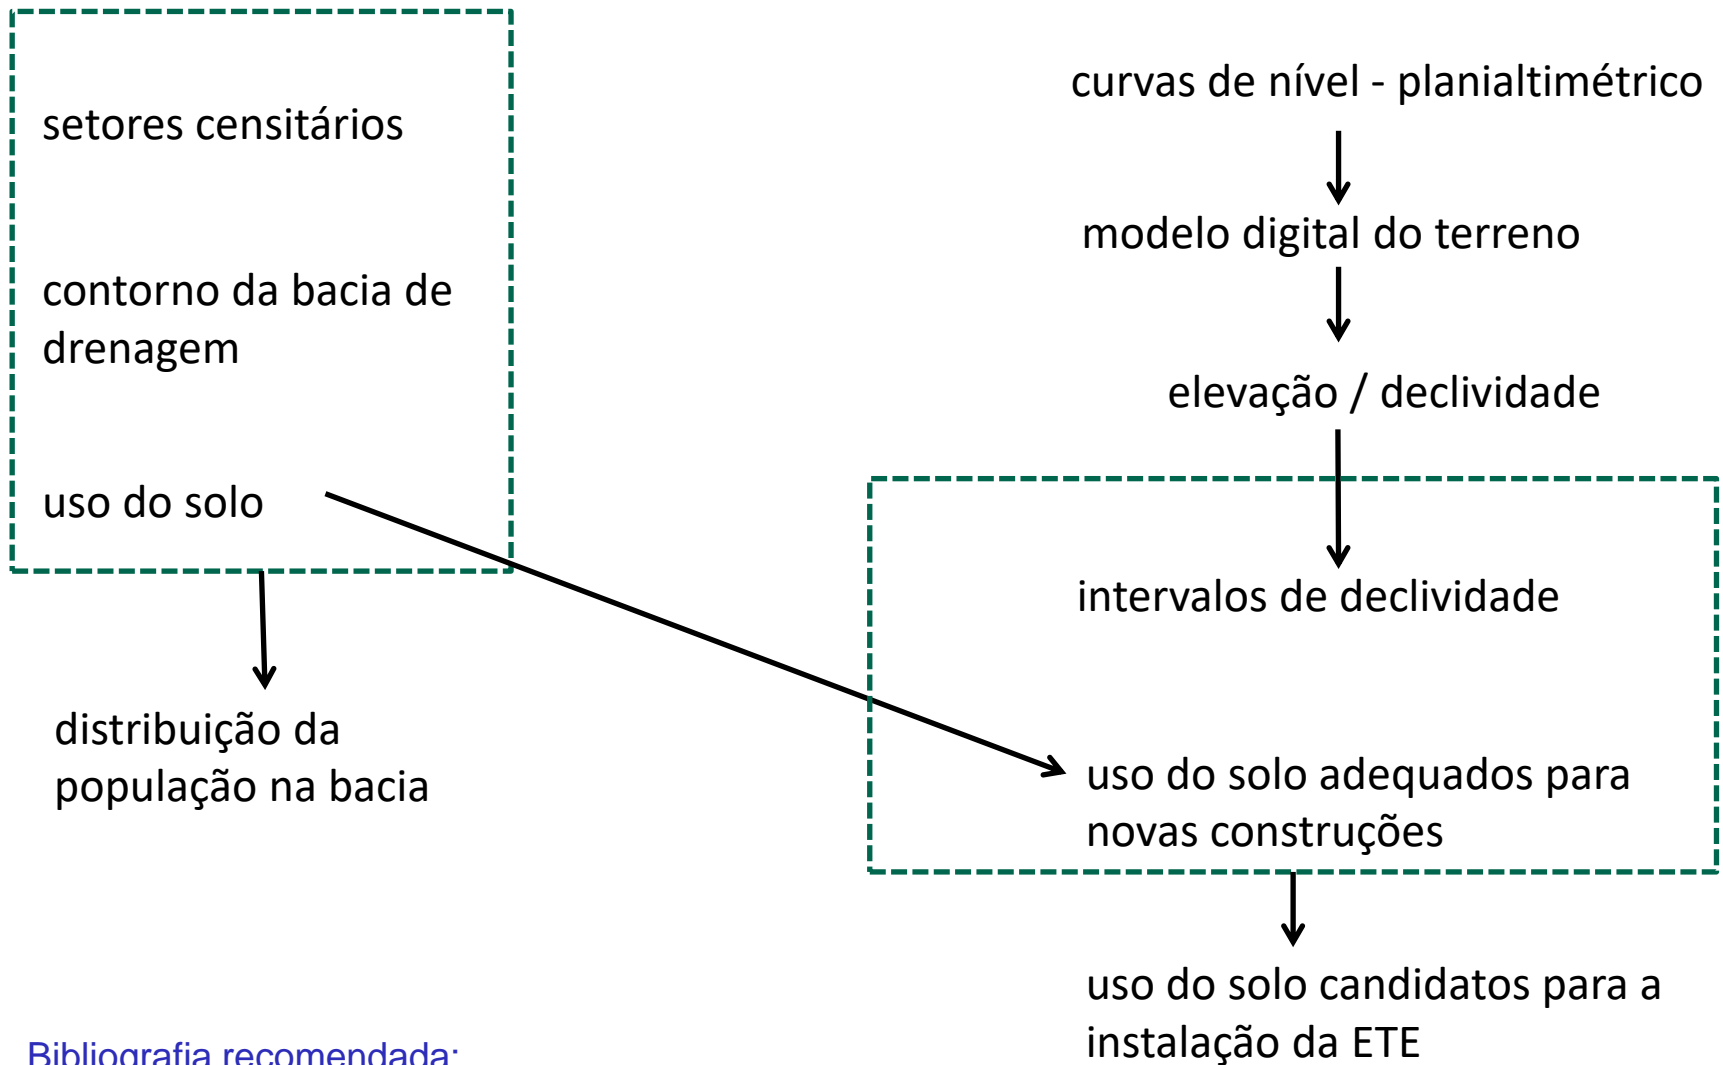 setores censitários
contorno da bacia de
drenagem
uso do solo
distribuição da
população na bacia
curvas de nível - planialtimétrico
modelo digital do terreno
elevação / declividade
intervalos de declividade
uso do solo adequados para
novas construções
uso do solo candidatos para a
instalação da ETE
Bibliografia recomendada: